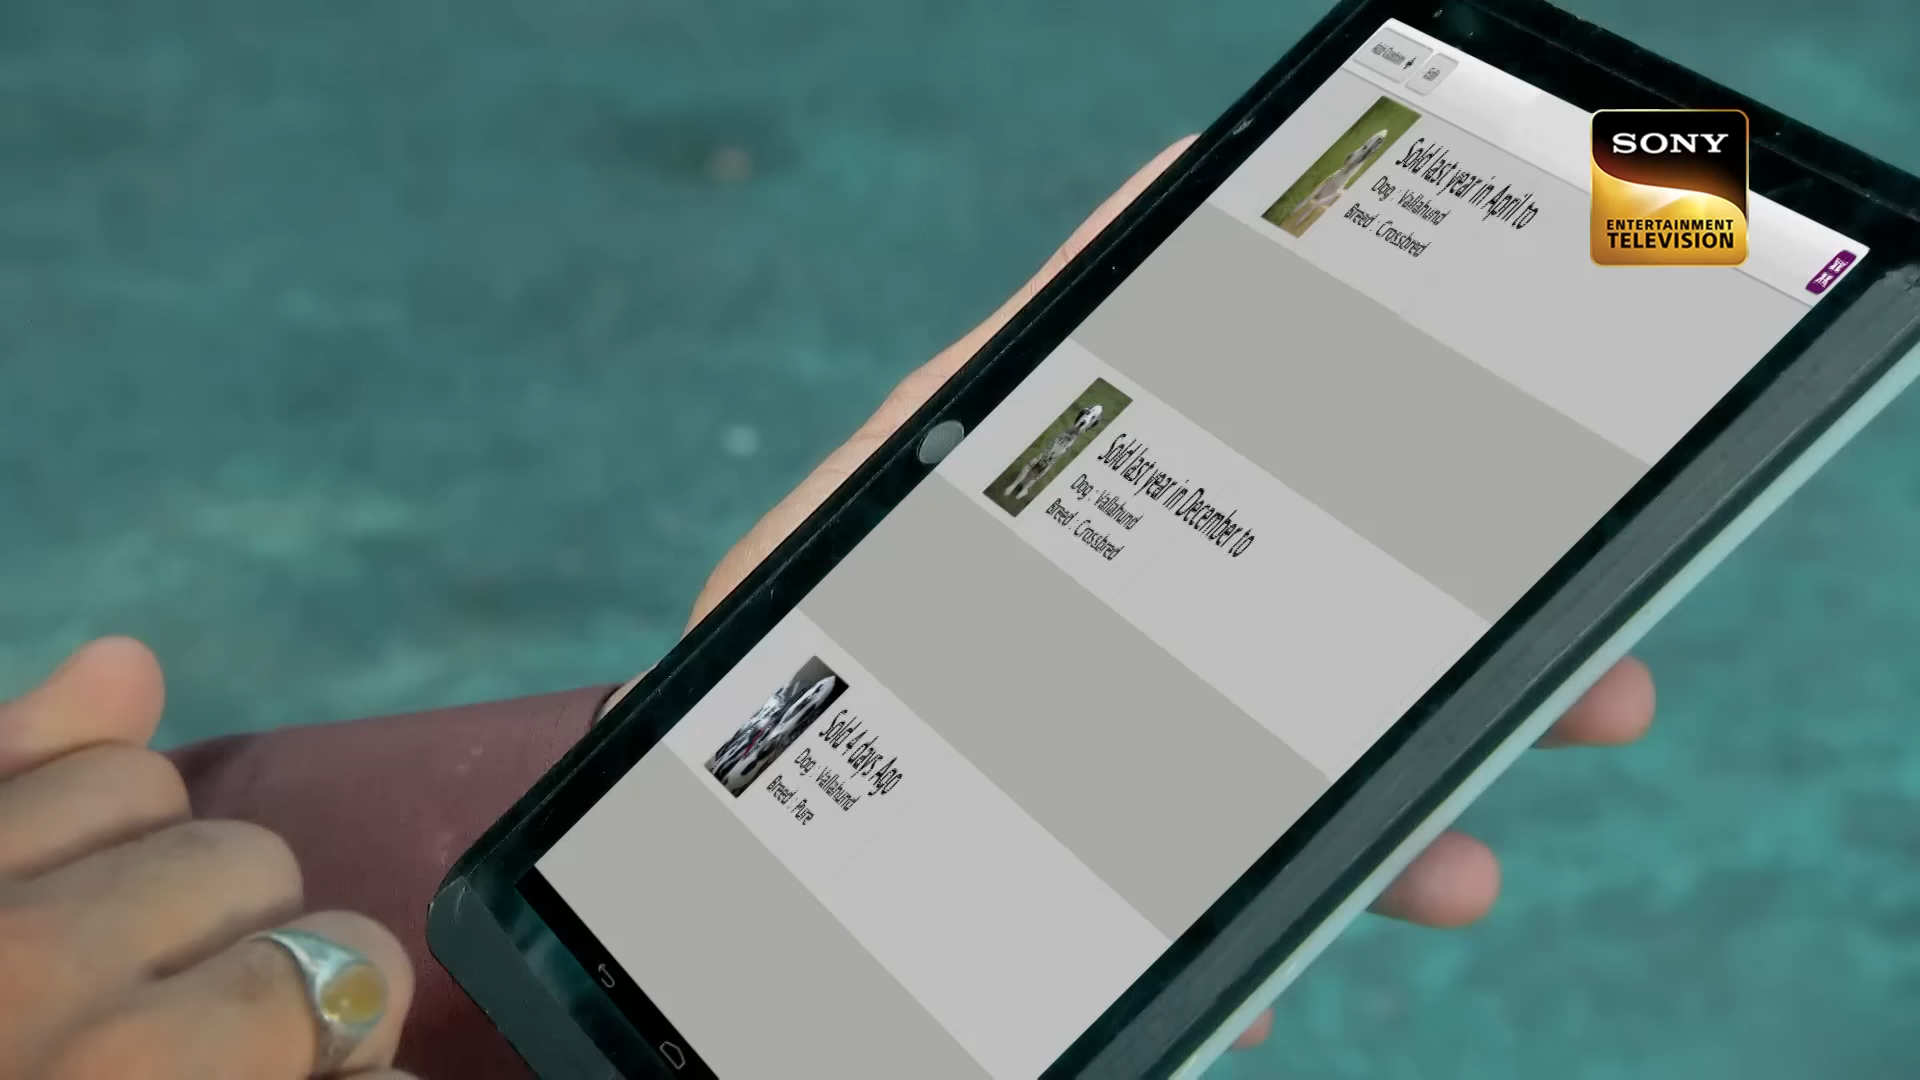 Edit
Sold last year in April to
Dog : Vallahund
Breed : Crossbred
Sold last year in December to
Dog : Vallahund
Breed : Crossbred
Sold 4 days Ago
Dog : Vallahund
Breed : Pure
SONY
ENTERTAINMENT
TELEVISION